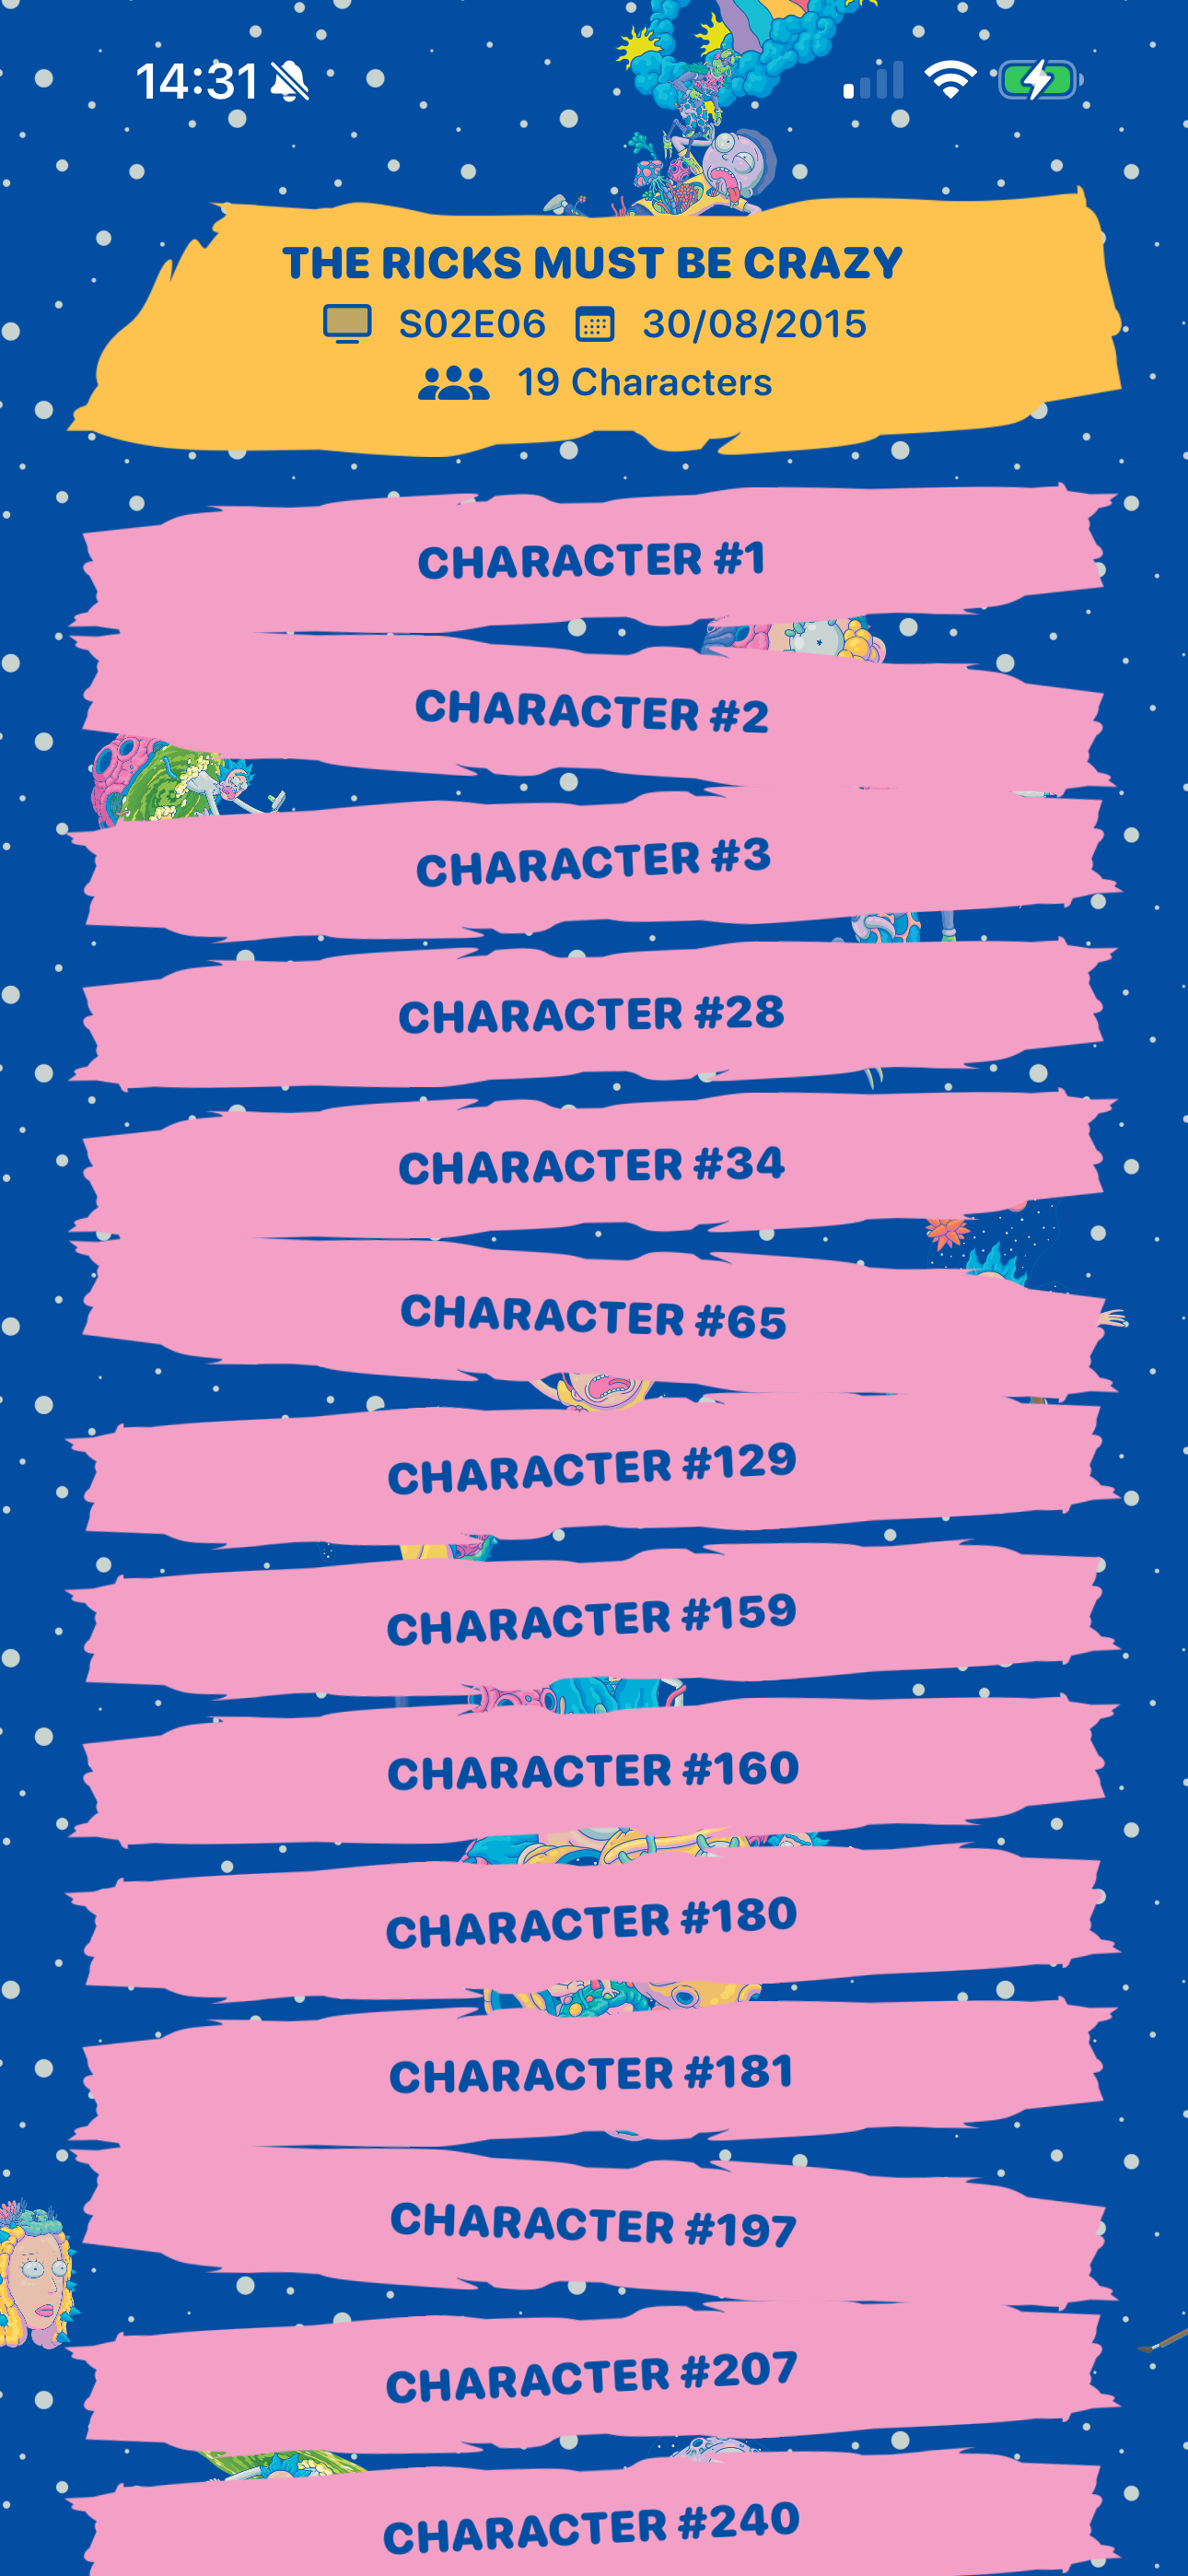 14:31
THE RICKS MUST BE CRAZY
S02E06 30/08/2015
19 Characters
CHARACTER #1
CHARACTER #2
CHARACTER #3
CHARACTER #28
CHARACTER #34
CHARACTER #65
CHARACTER #129
CHARACTER #159
CHARACTER #160
CHARACTER #180
CHARACTER #181
CHARACTER #197
CHARACTER #207
CHARACTER #240